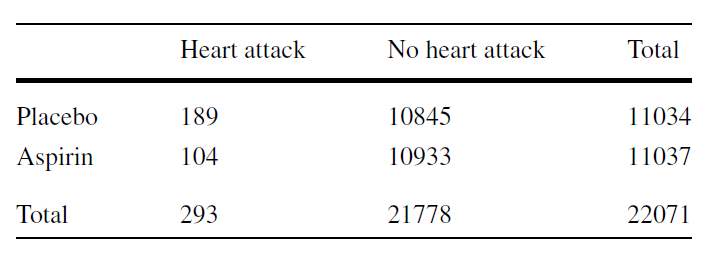 Heart attack No heart attack Total
Placebo 189 10845 11034
Aspirin 104 10933 11037
Total 293 21778 22071